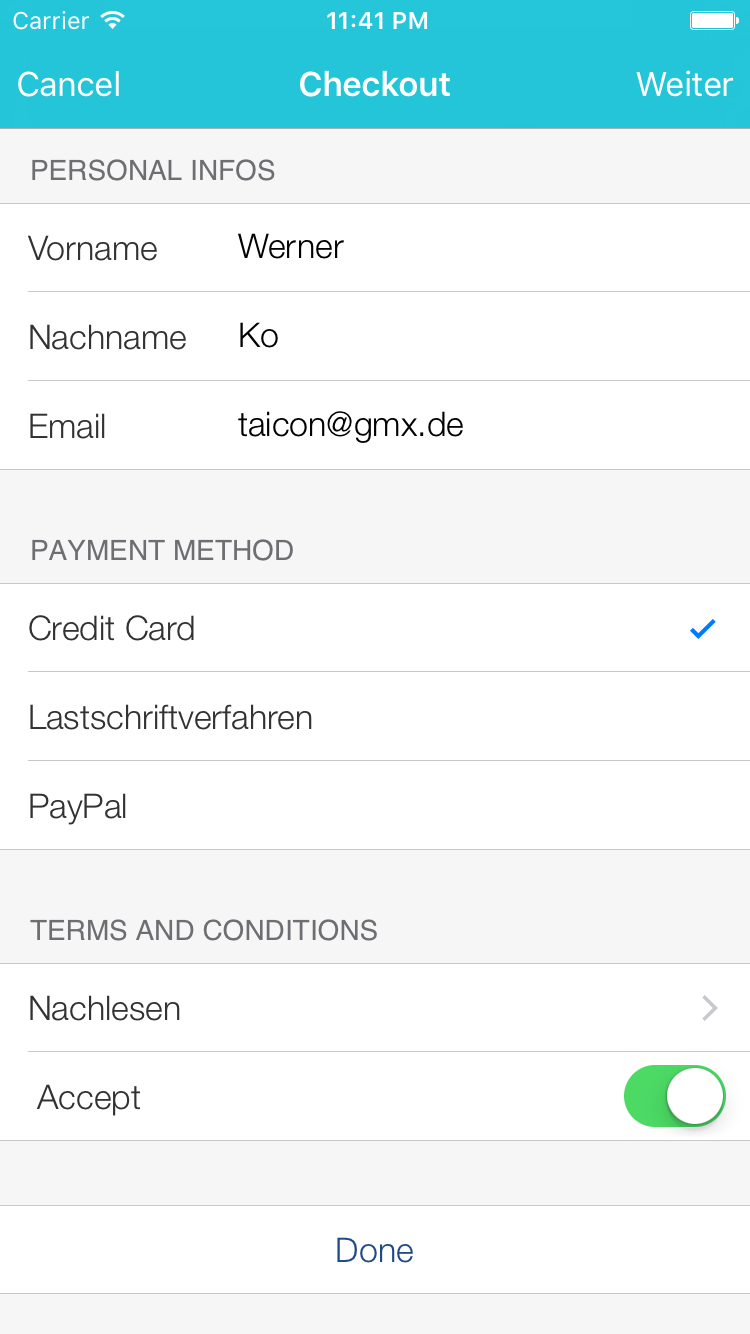 Carrier 11:41 PM
Cancel Checkout Weiter
PERSONAL INFOS
Vorname Werner
Nachname Ko
Email taicon@gmx.de
PAYMENT METHOD
Credit Card
Lastschriftverfahren
PayPal
TERMS AND CONDITIONS
Nachlesen
Accept
Done